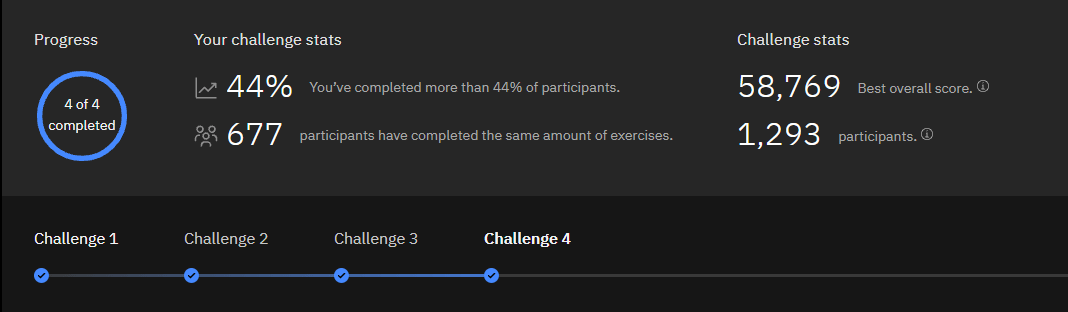 Progress
4 of 4
completed
Your challenge stats
44% You’ve completed more than 44% of participants.
677 participants have completed the same amount of exercises.
Challenge stats
58,769 Best overall score.
1,293 participants.
Challenge 1
Challenge 2
Challenge 3
Challenge 4